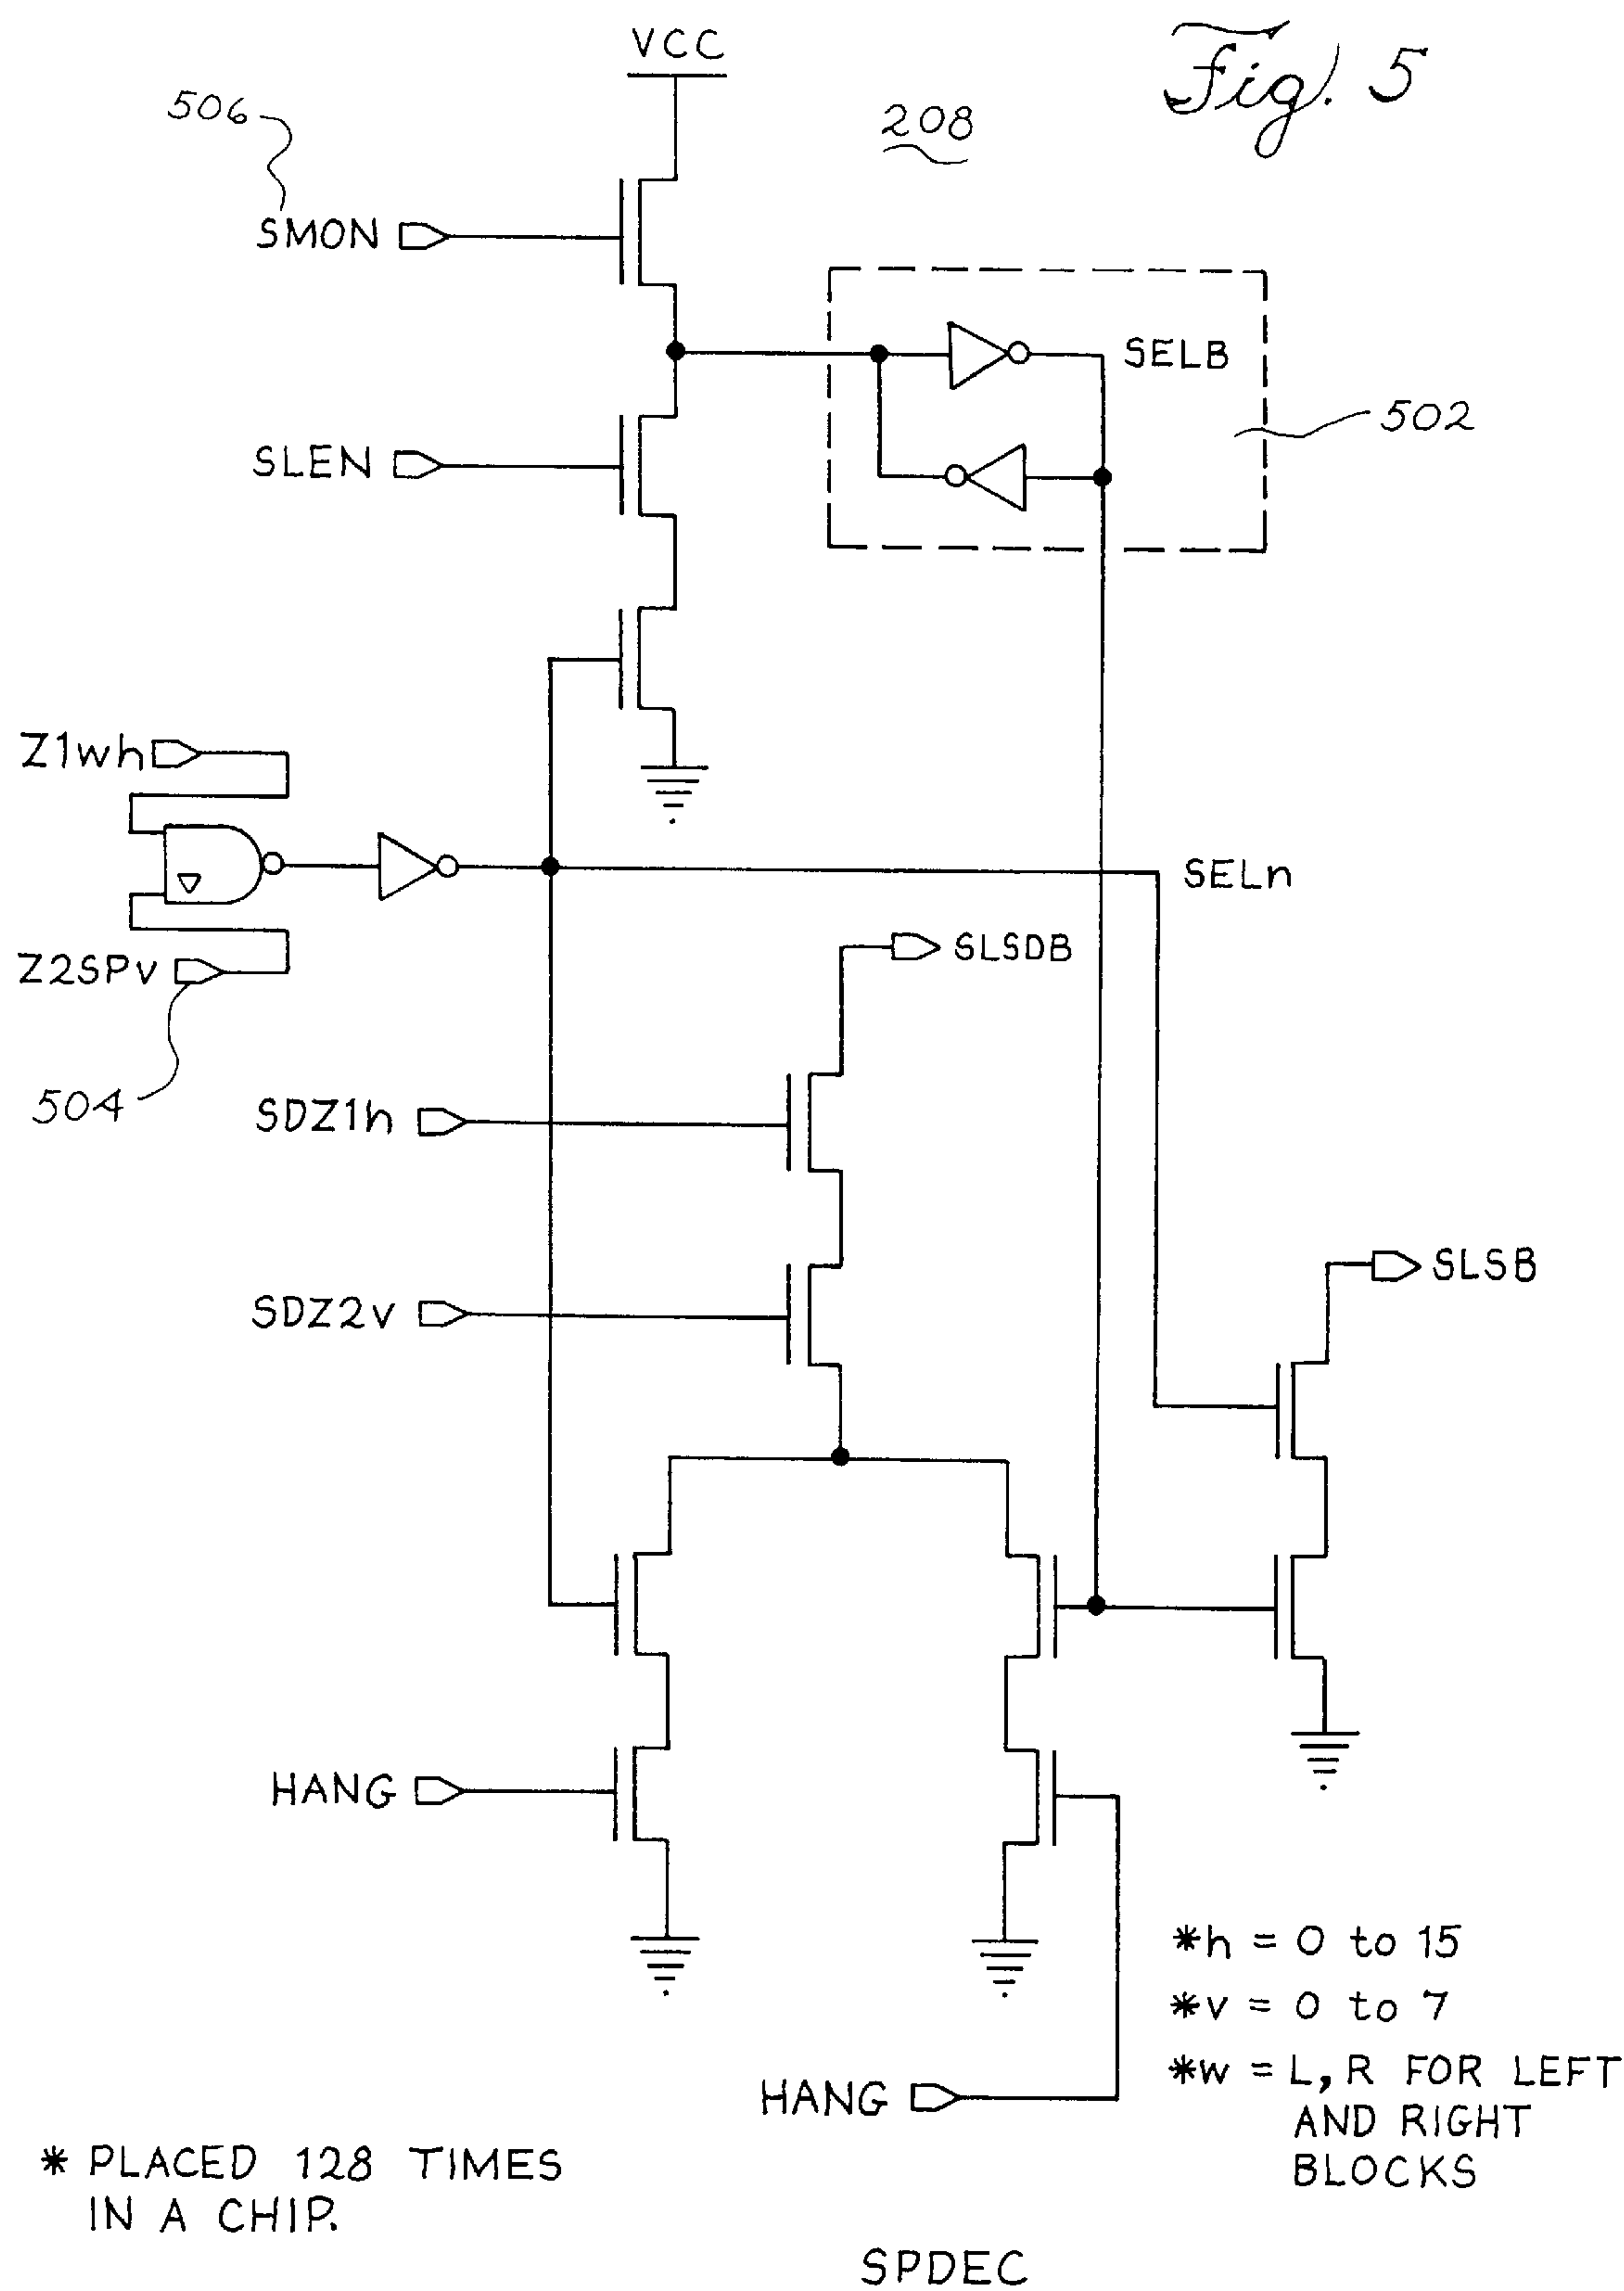 Fig. 5
VCC
506
208
SMON
SELB
502
SLEN
Z1wh
SELn
Z2SPv
SLSDB
504
SDZ1h
SLSB
SDZ2v
HANG
*h = 0 to 15
*v = 0 to 7
*w = L, R FOR LEFT
AND RIGHT
BLOCKS
HANG
* PLACED 128 TIMES
IN A CHIP.
SPDEC